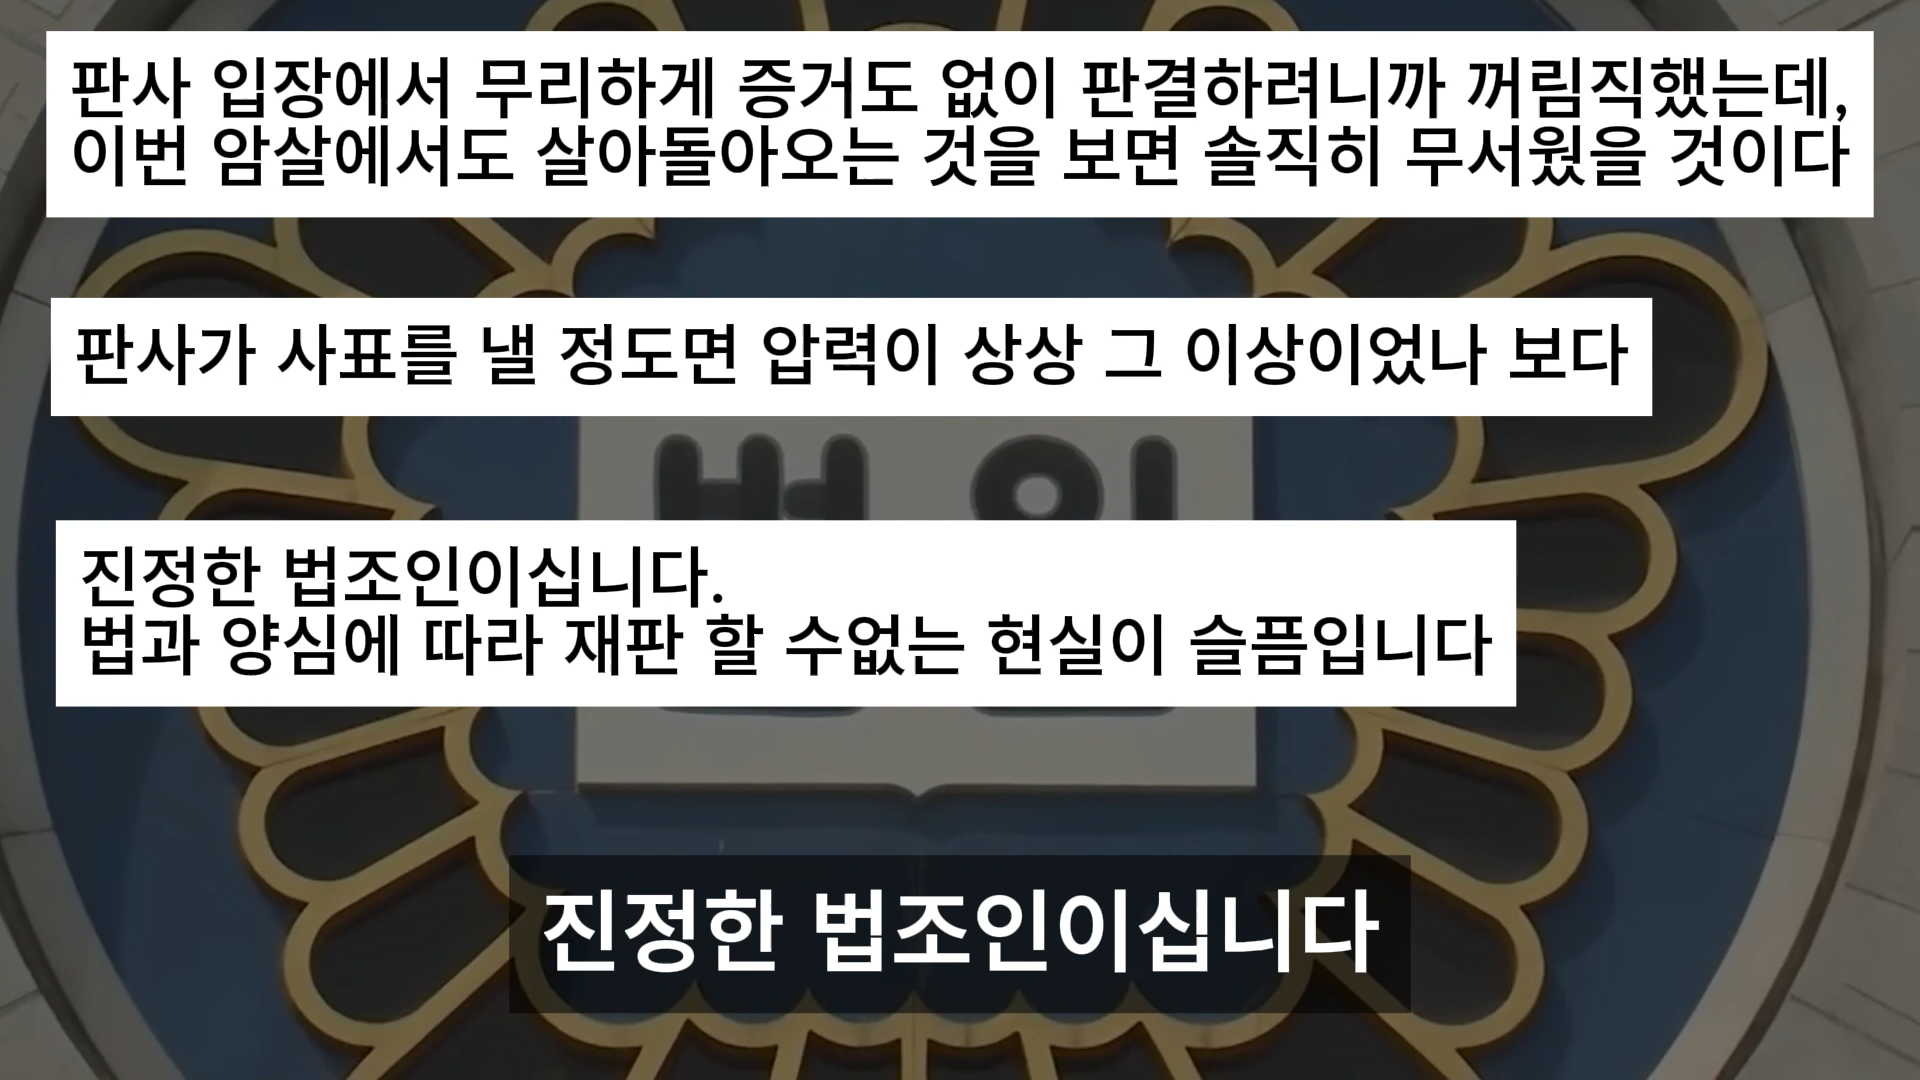 판사 입장에서 무리하게 증거도 없이 판결하려니까 꺼림직했는데,
이번 암살에서도 살아돌아오는 것을 보면 솔직히 무서웠을 것이다
판사가 사표를 낼 정도면 압력이 상상 그 이상이었나 보다
진정한 법조인이십니다.
법과 양심에 따라 재판 할 수없는 현실이 슬픔입니다
진정한 법조인이십니다